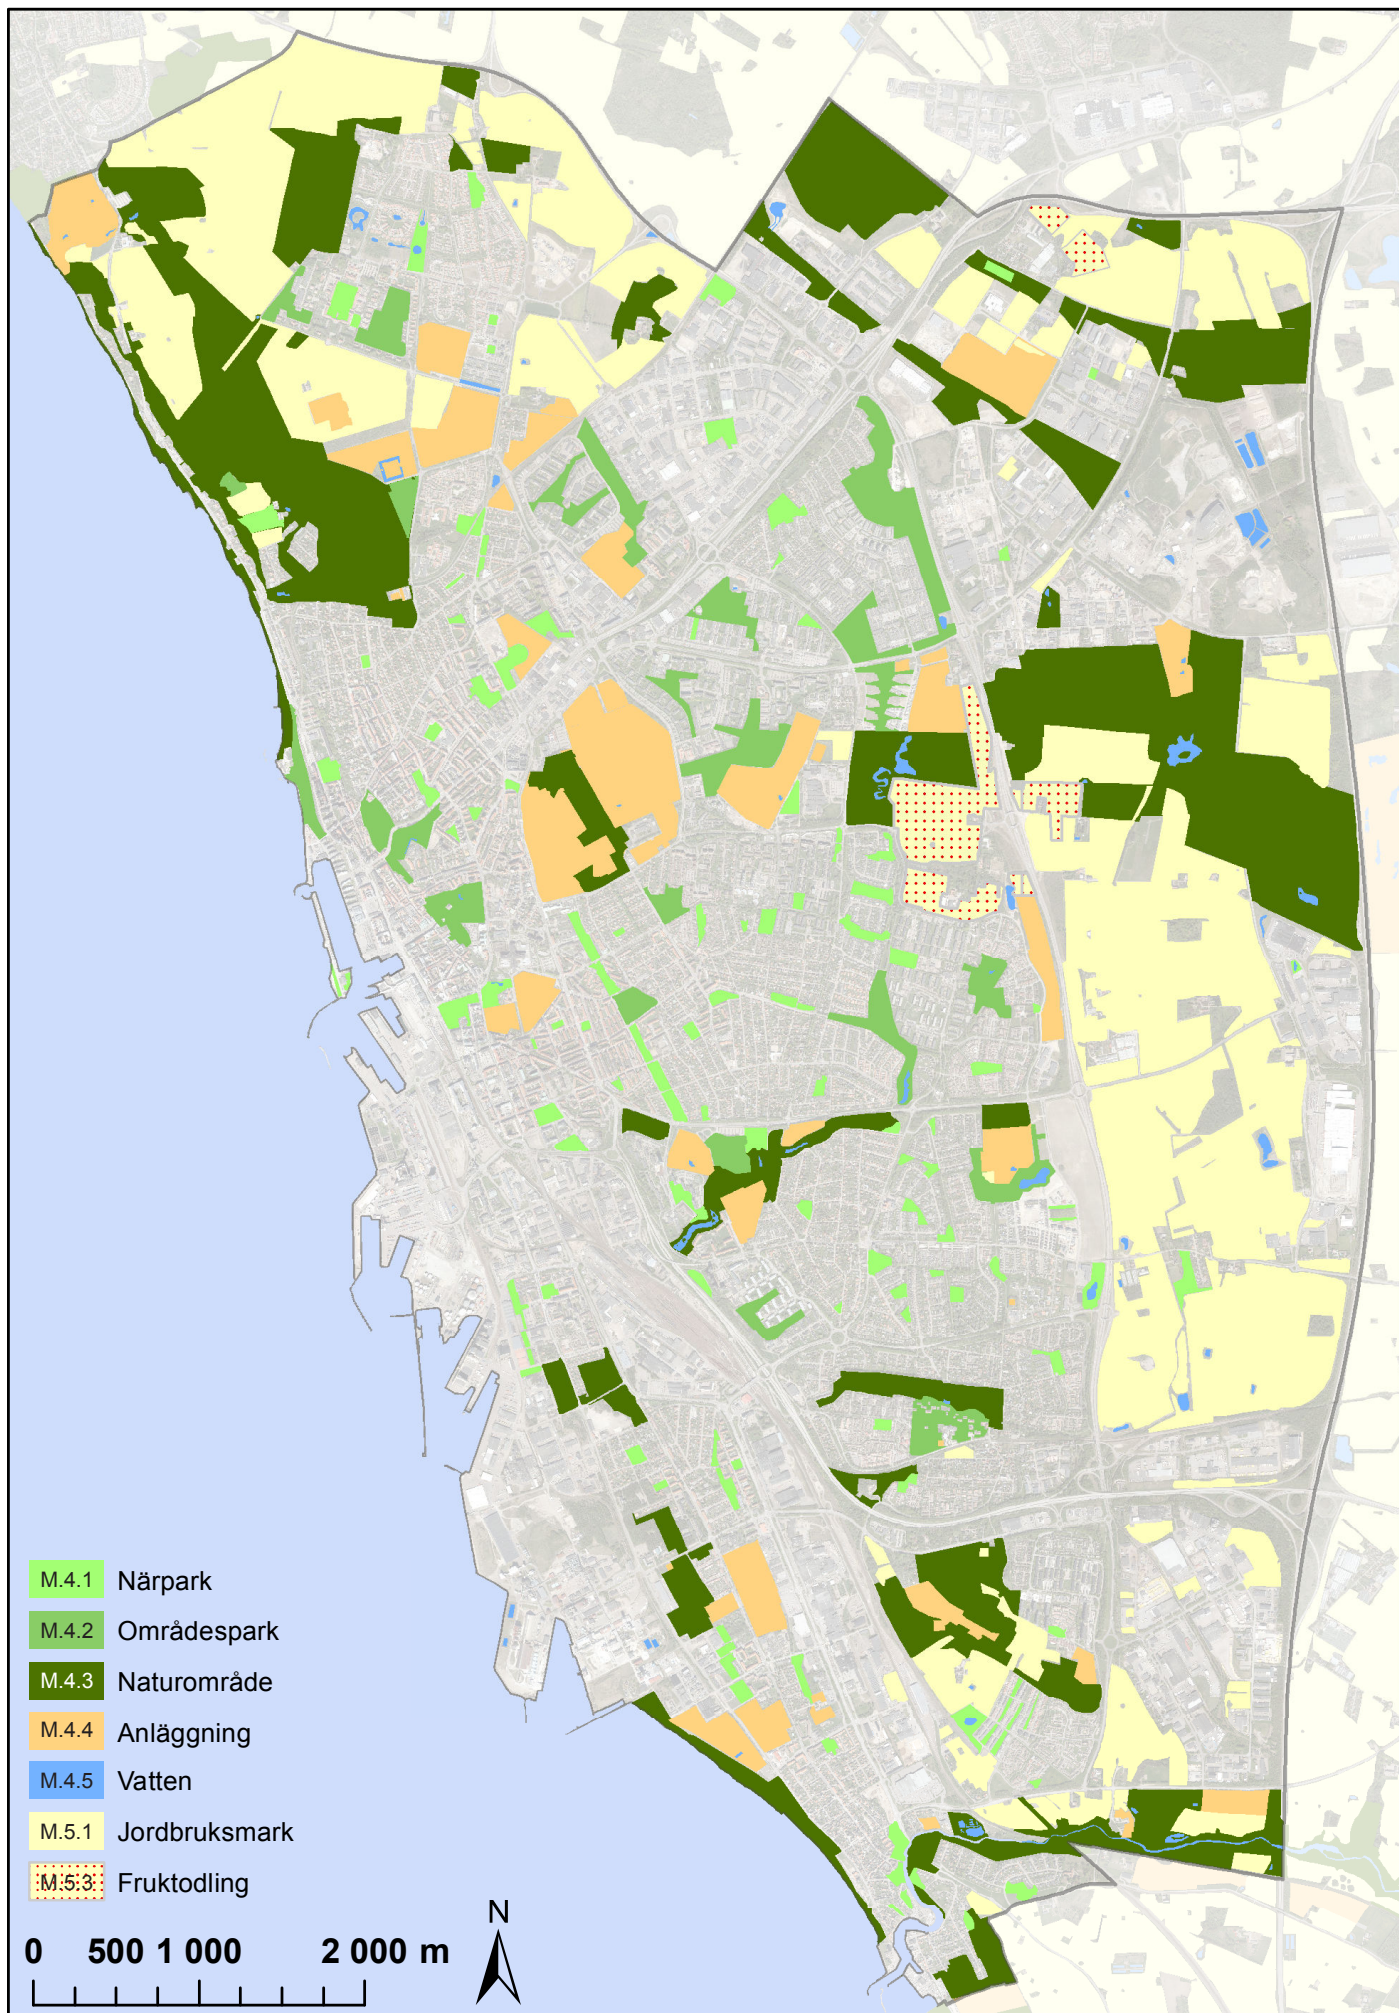 M.4.1 Närpark
M.4.2 Områdespark
M.4.3 Naturområde
M.4.4 Anläggning
M.4.5 Vatten
M.5.1 Jordbruksmark
M.5.3 Fruktodling
N
0 500 1 000 2 000 m